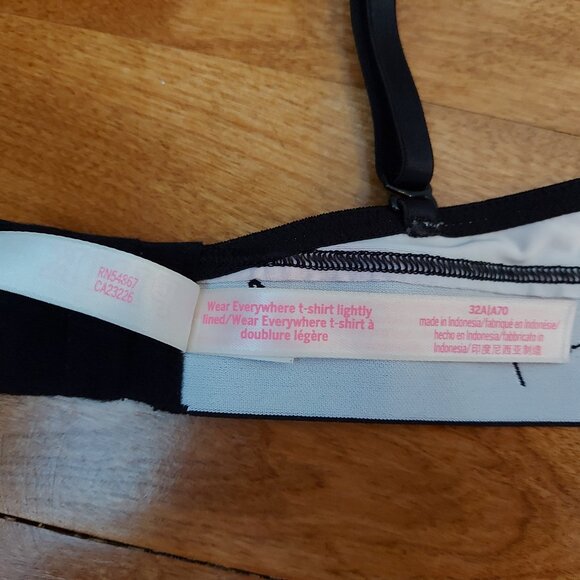 RN54867
CA23226
Wear Everywhere t-shirt lightly
lined/Wear Everywhere t-shirt à
doublure légère
32A|A70
made in Indonesia/fabriqué en Indonésie/
hecho en Indonesia/fabbricato in
Indonesia/印度尼西亚制造